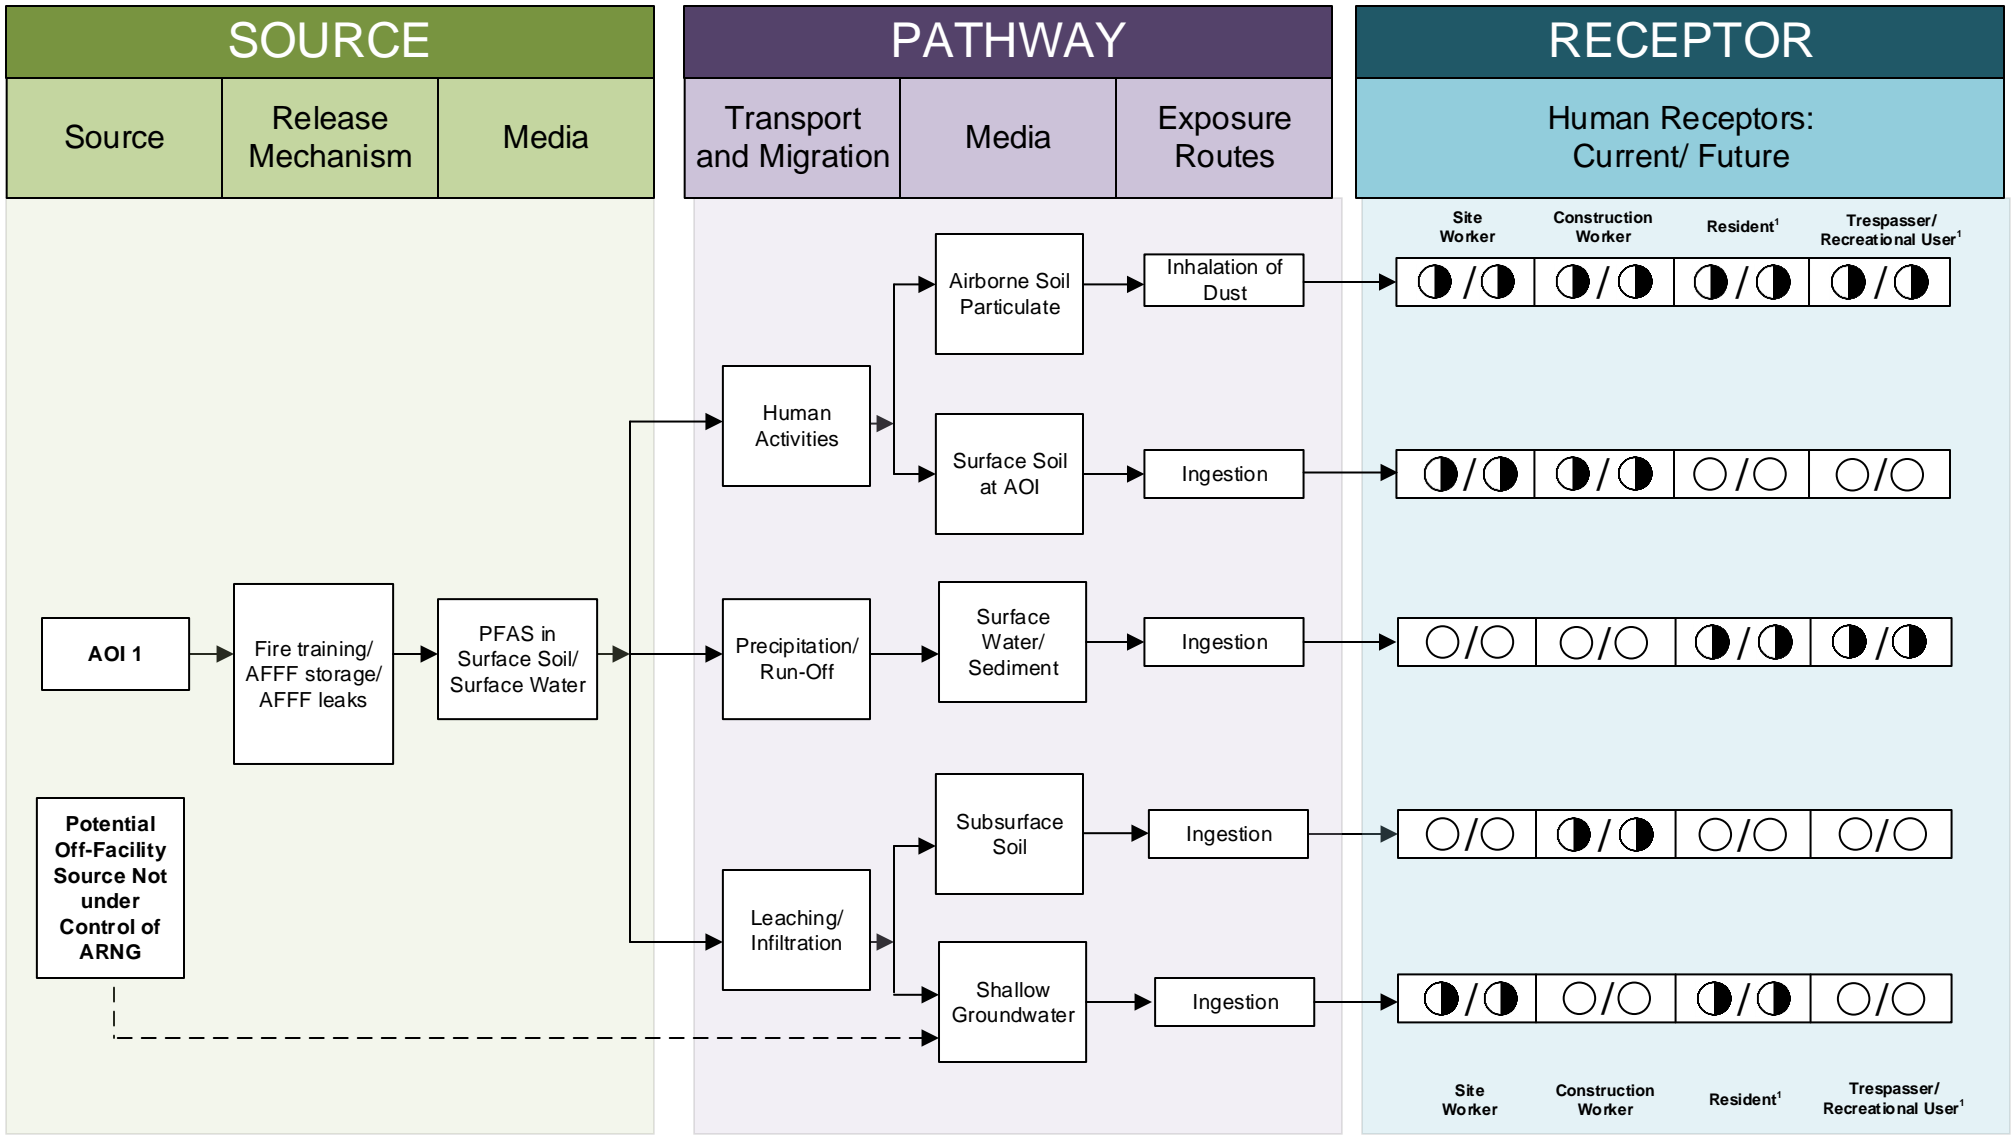 SOURCE
PATHWAY
RECEPTOR
Source
Release
Mechanism
Media
Transport
and Migration
Media
Exposure
Routes
Human Receptors:
Current/ Future
Site
Worker
Construction
Worker
Resident¹
Trespasser/
Recreational User¹
Airborne Soil
Particulate
Inhalation of
Dust
/
/
/
/
Human
Activities
Surface Soil
at AOI
Ingestion
/
/
/
/
AOI 1
Fire training/
AFFF storage/
AFFF leaks
PFAS in
Surface Soil/
Surface Water
Precipitation/
Run-Off
Surface
Water/
Sediment
Ingestion
/
/
/
/
Potential
Off-Facility
Source Not
under
Control of
ARNG
Subsurface
Soil
Ingestion
/
/
/
/
Leaching/
Infiltration
Shallow
Groundwater
Ingestion
/
/
/
/
Site
Worker
Construction
Worker
Resident¹
Trespasser/
Recreational User¹